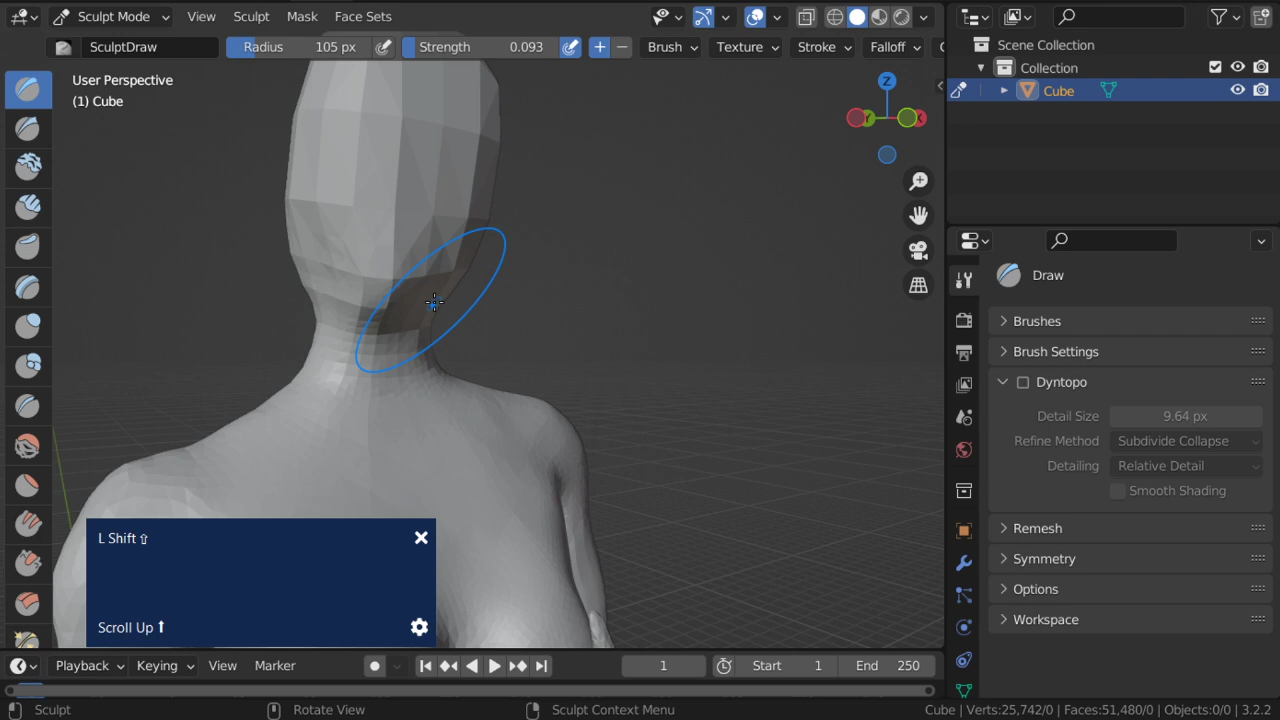 Sculpt Mode View Sculpt Mask Face Sets
SculptDraw Radius 105 px Strength 0.093 Brush Texture Stroke Falloff
User Perspective
(1) Cube
Z
Y
X
Scene Collection
Collection
Cube
Draw
Brushes
Brush Settings
Dyntopo
Detail Size 9.64 px
Refine Method Subdivide Collapse
Detailing Relative Detail
Smooth Shading
Remesh
Symmetry
Options
Workspace
L Shift ⇧
Scroll Up
Playback Keying View Marker 1 Start 1 End 250
Sculpt Rotate View Sculpt Context Menu Cube | Verts:25,742/0 | Faces:51,480/0 | Objects:0/0 | 3.2.2